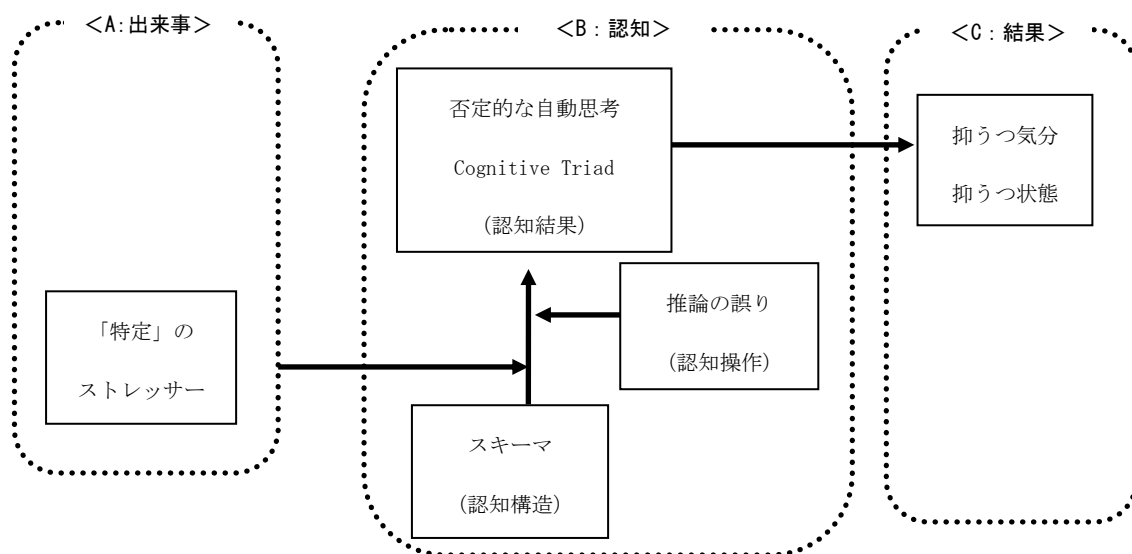 <A:出来事>
<B：認知>
<C：結果>
否定的な自動思考
Cognitive Triad
(認知結果)
抑うつ気分
抑うつ状態
「特定」の
ストレッサー
推論の誤り
(認知操作)
スキーマ
(認知構造)